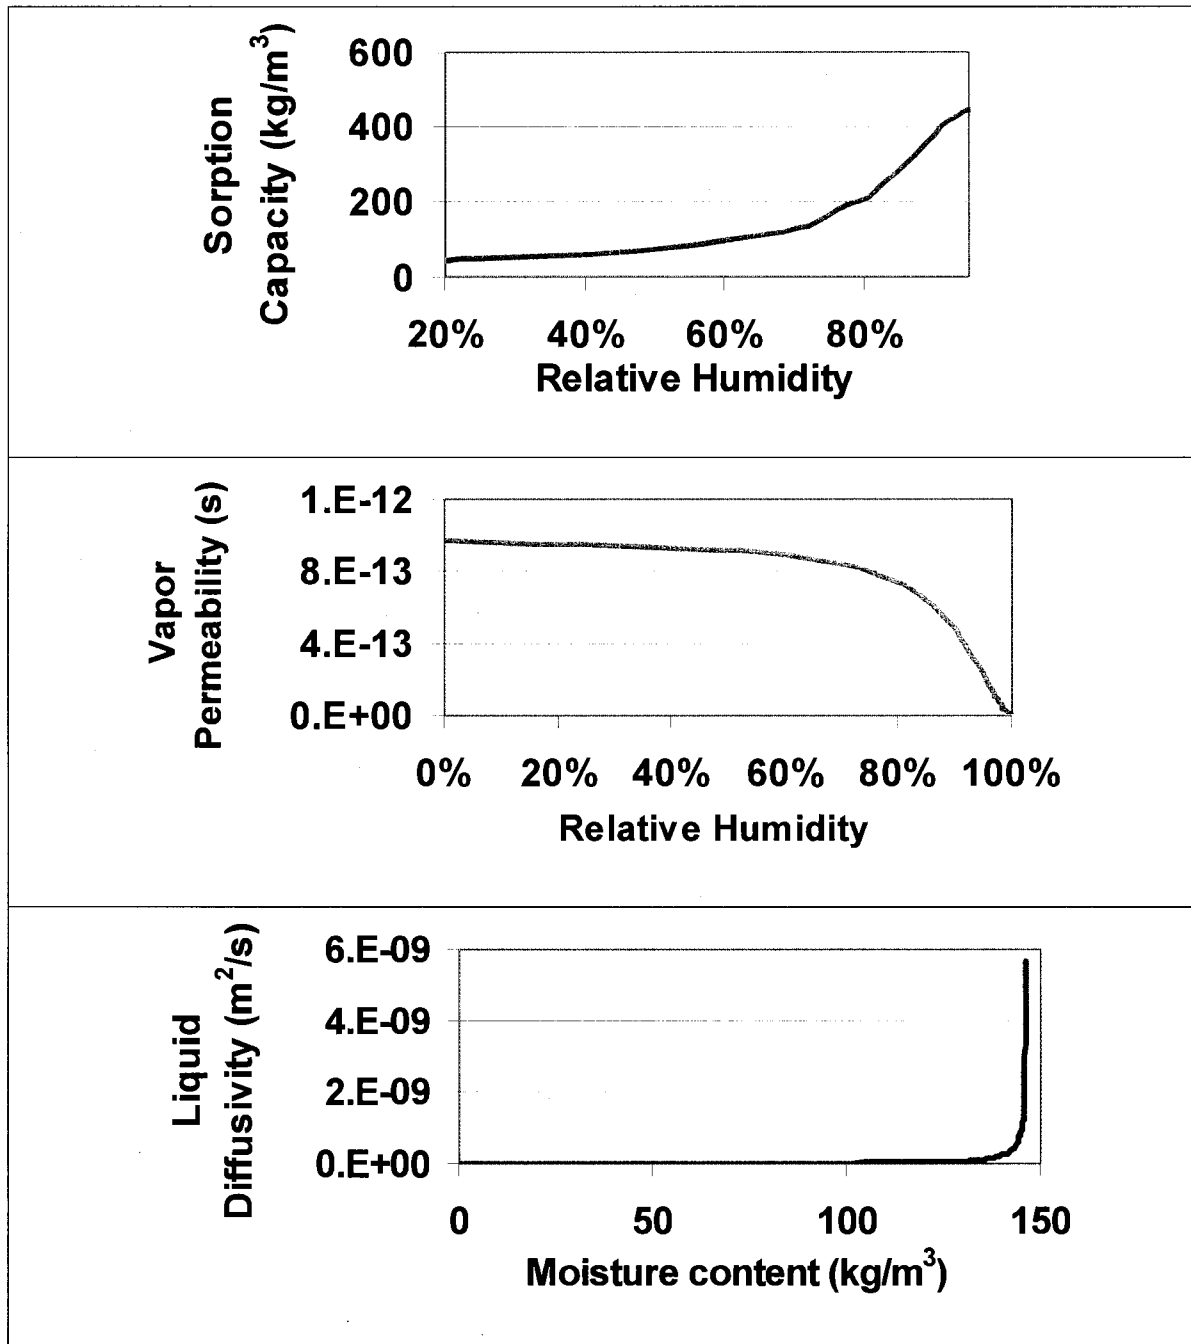 600
400
200
0
Sorption
Capacity (kg/m³)
20% 40% 60% 80%
Relative Humidity
1.E-12
8.E-13
4.E-13
0.E+00
Vapor
Permeability (s)
0% 20% 40% 60% 80% 100%
Relative Humidity
6.E-09
4.E-09
2.E-09
0.E+00
Liquid
Diffusivity (m²/s)
0 50 100 150
Moisture content (kg/m³)